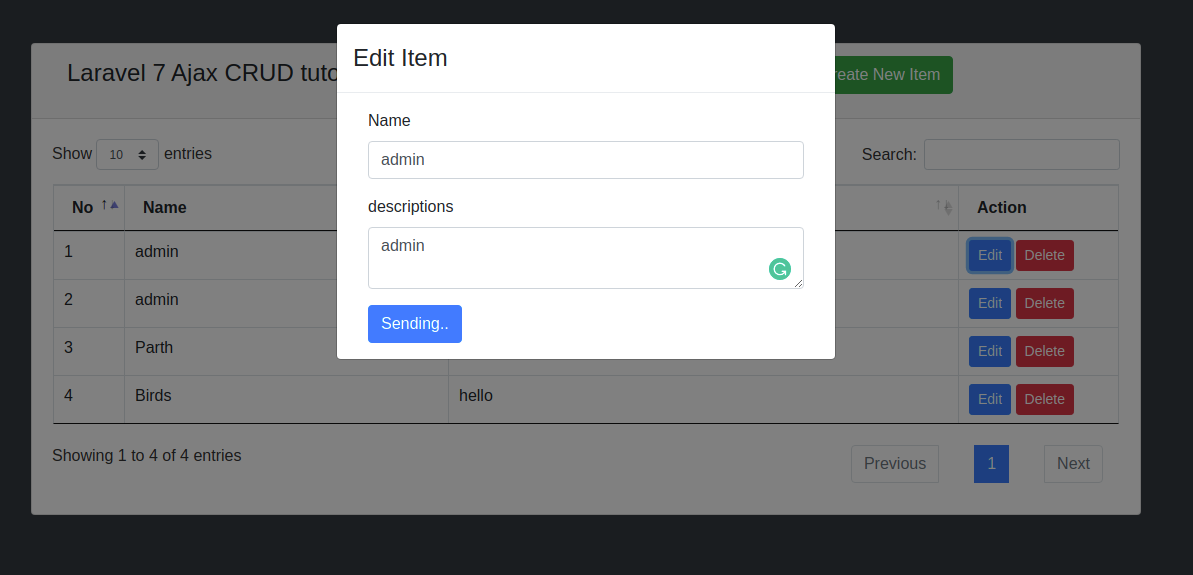 Edit Item
Laravel 7 Ajax CRUD tuto
reate New Item
Name
admin
descriptions
admin
Sending..
Show 10 entries
Search:
No Name Action
1 admin Edit Delete
2 admin Edit Delete
3 Parth Edit Delete
4 Birds hello Edit Delete
Showing 1 to 4 of 4 entries
Previous 1 Next